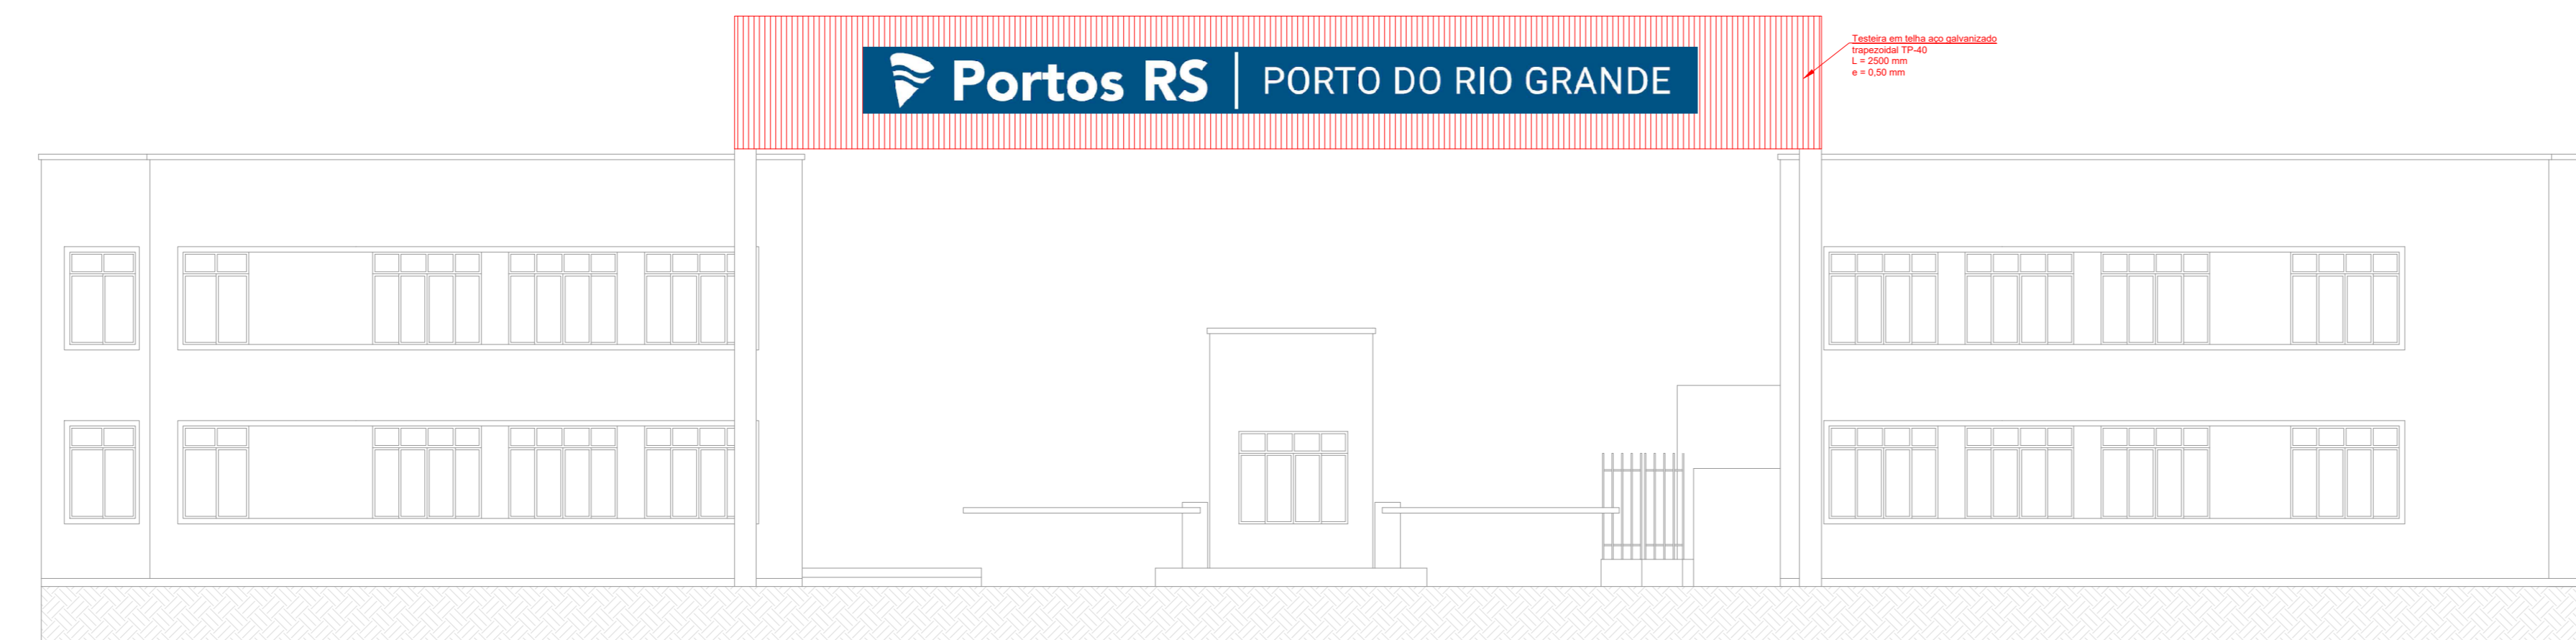 Portos RS | PORTO DO RIO GRANDE
Testeira em telha aço galvanizado
trapezoidal TP-40
L = 2500 mm
e = 0,50 mm